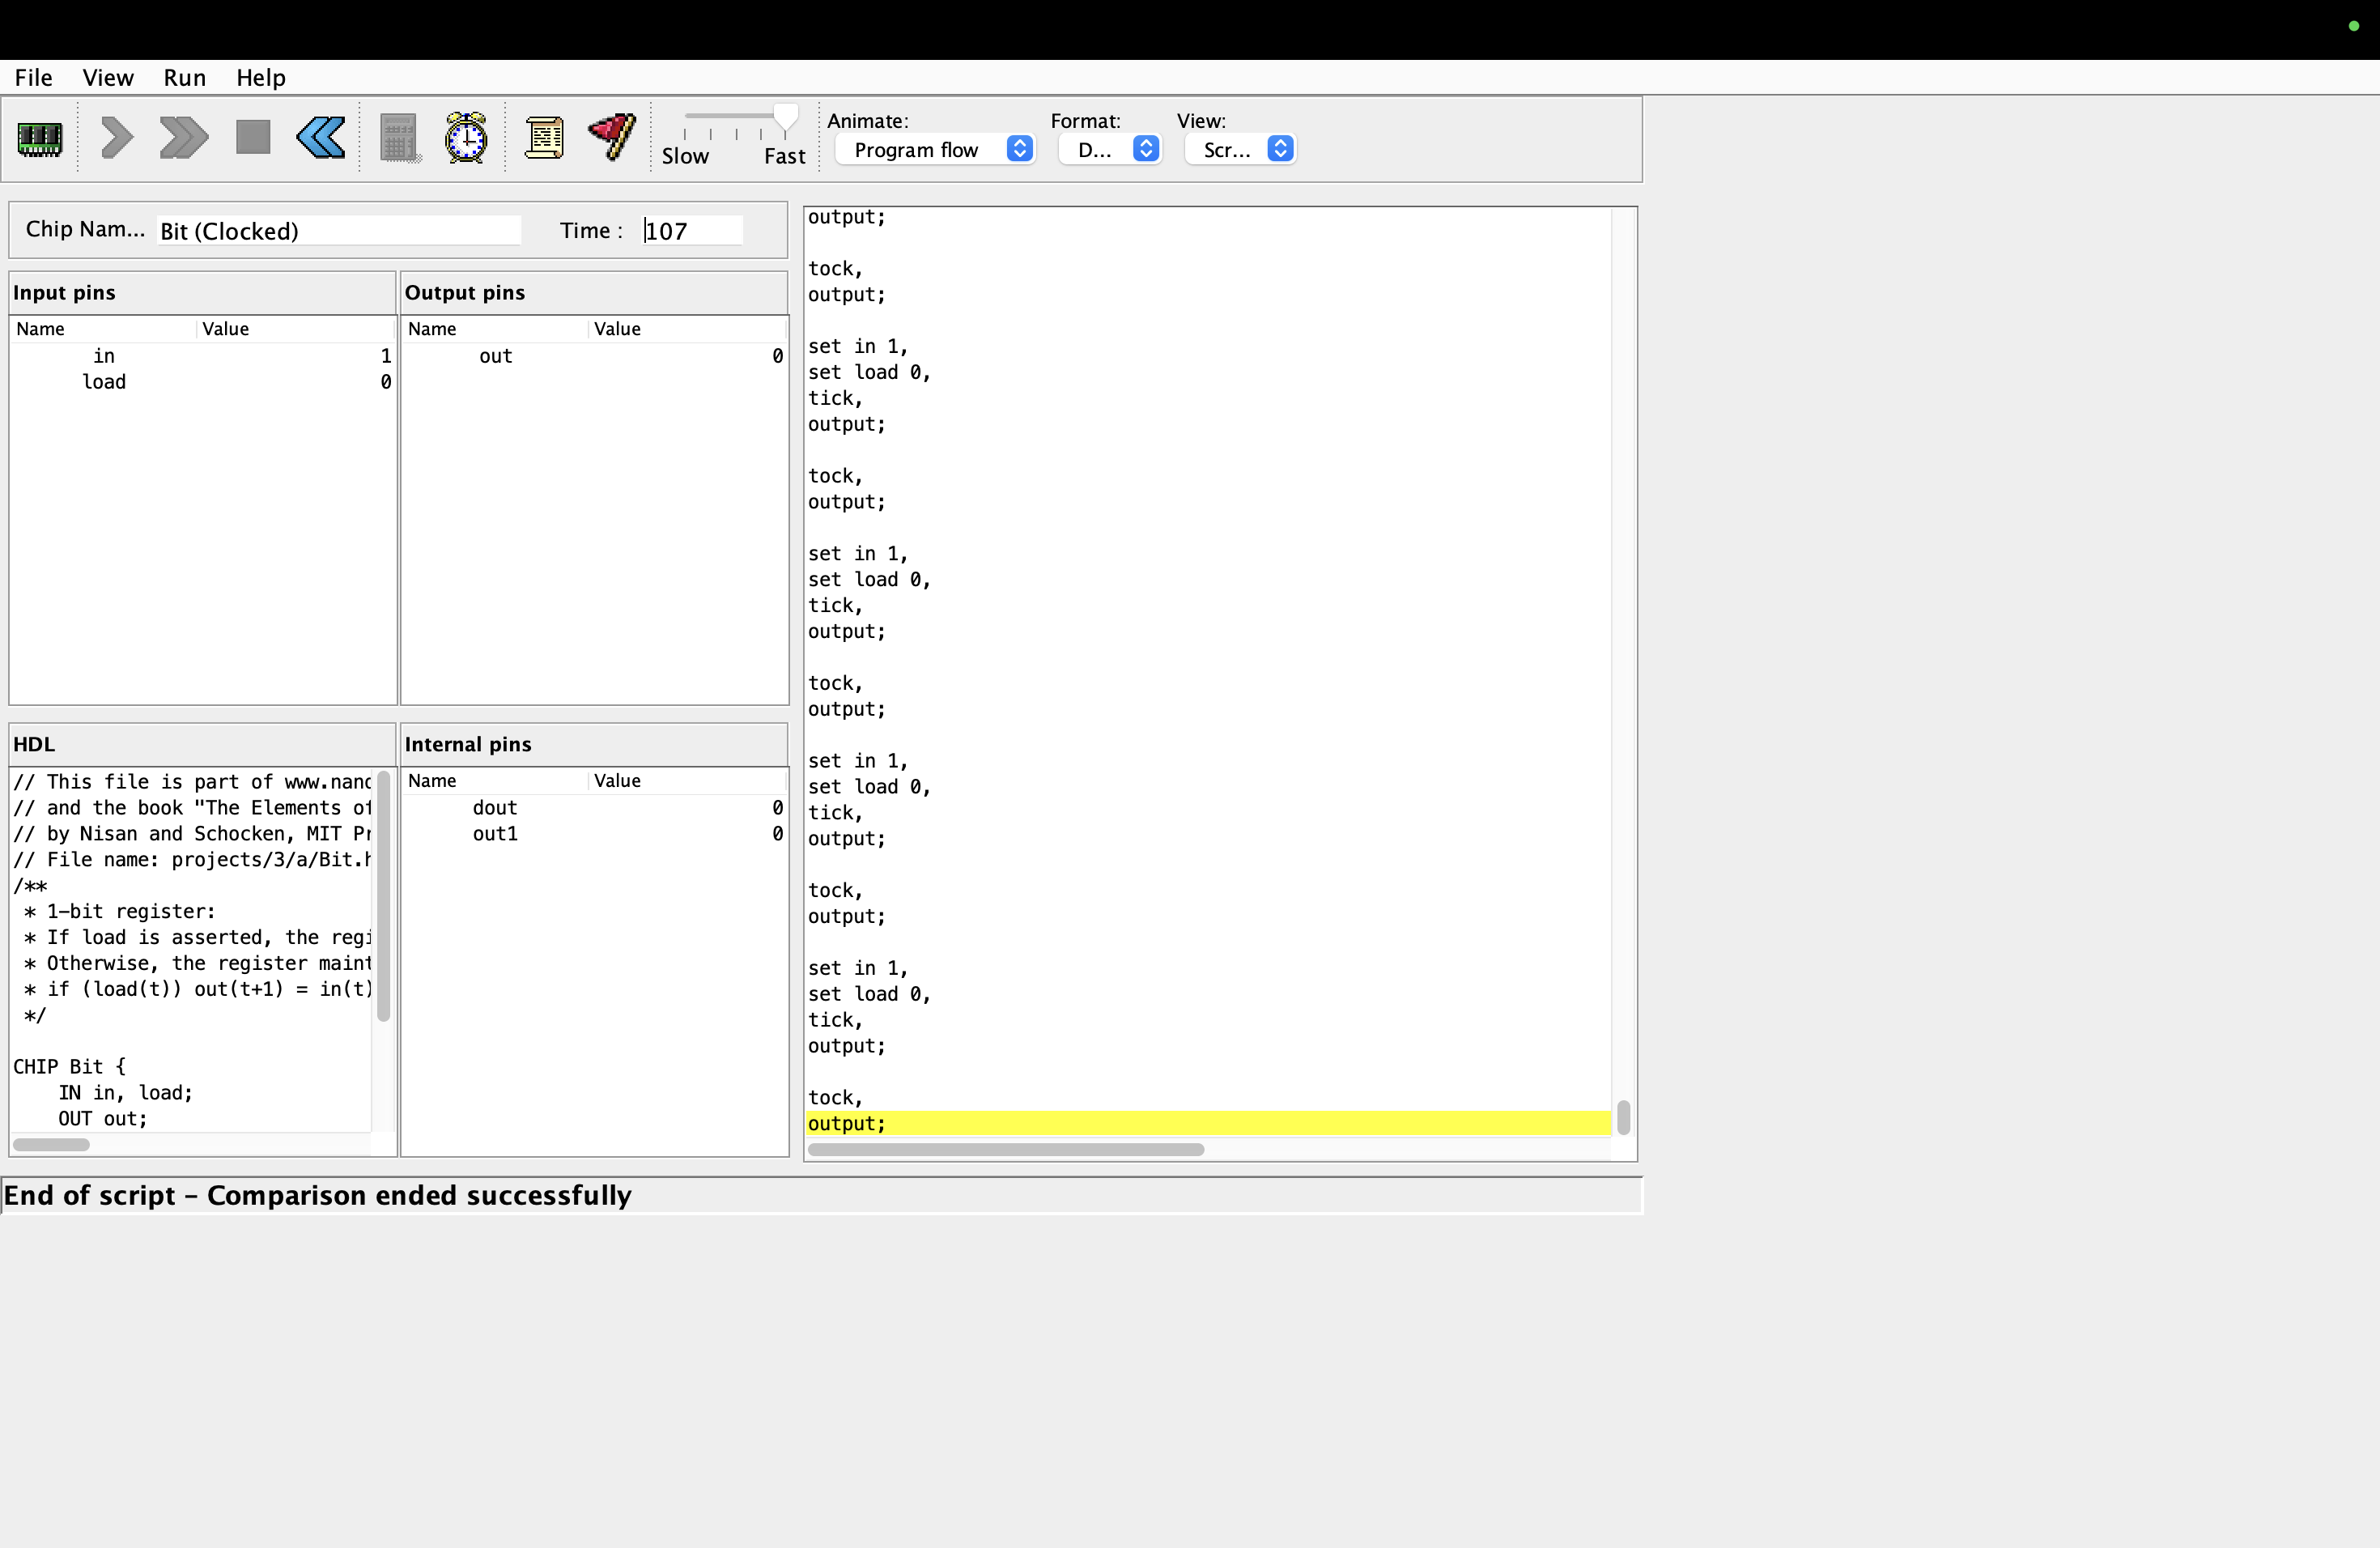 File View Run Help
Slow Fast
Animate: Format: View:
Program flow D... Scr...
Chip Nam... Bit (Clocked) Time : 107
Input pins
Name Value
in 1
load 0
Output pins
Name Value
out 0
HDL
// This file is part of www.nand
// and the book "The Elements of
// by Nisan and Schocken, MIT Pr
// File name: projects/3/a/Bit.h
/**
* 1-bit register:
* If load is asserted, the regi
* Otherwise, the register maint
* if (load(t)) out(t+1) = in(t)
*/
CHIP Bit {
IN in, load;
OUT out;
Internal pins
Name Value
dout 0
out1 0
output;
tock,
output;
set in 1,
set load 0,
tick,
output;
tock,
output;
set in 1,
set load 0,
tick,
output;
tock,
output;
set in 1,
set load 0,
tick,
output;
tock,
output;
set in 1,
set load 0,
tick,
output;
tock,
output;
End of script – Comparison ended successfully